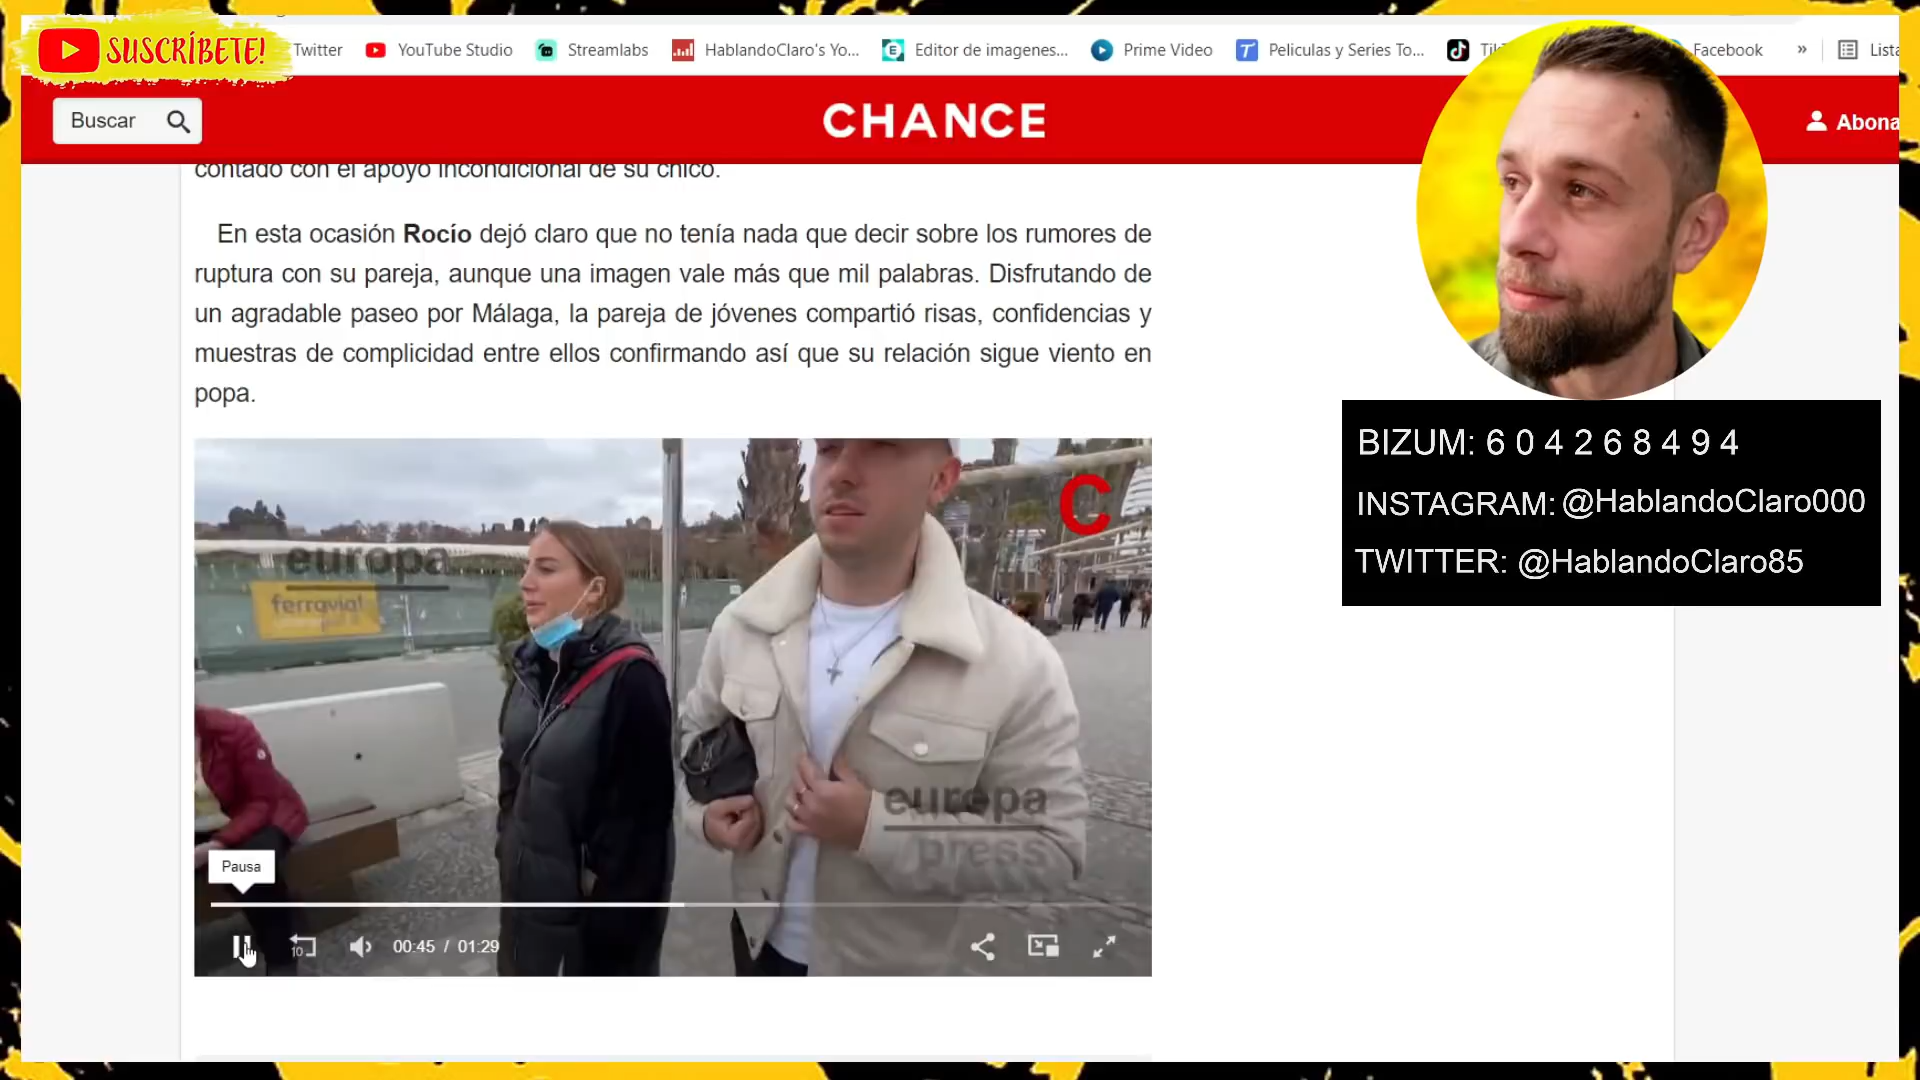 SUSCRÍBETE!
Twitter
YouTube Studio
Streamlabs
HablandoClaro's Yo...
Editor de imagenes...
Prime Video
Peliculas y Series To...
Facebook
»
Lista
Buscar
CHANCE
Abona
contado con el apoyo incondicional de su chico.
En esta ocasión Rocío dejó claro que no tenía nada que decir sobre los rumores de
ruptura con su pareja, aunque una imagen vale más que mil palabras. Disfrutando de
un agradable paseo por Málaga, la pareja de jóvenes compartió risas, confidencias y
muestras de complicidad entre ellos confirmando así que su relación sigue viento en
popa.
BIZUM: 6 0 4 2 6 8 4 9 4
INSTAGRAM: @HablandoClaro000
TWITTER: @HablandoClaro85
C
europa
ferrovial
europa
press
Pausa
10
00:45 / 01:29